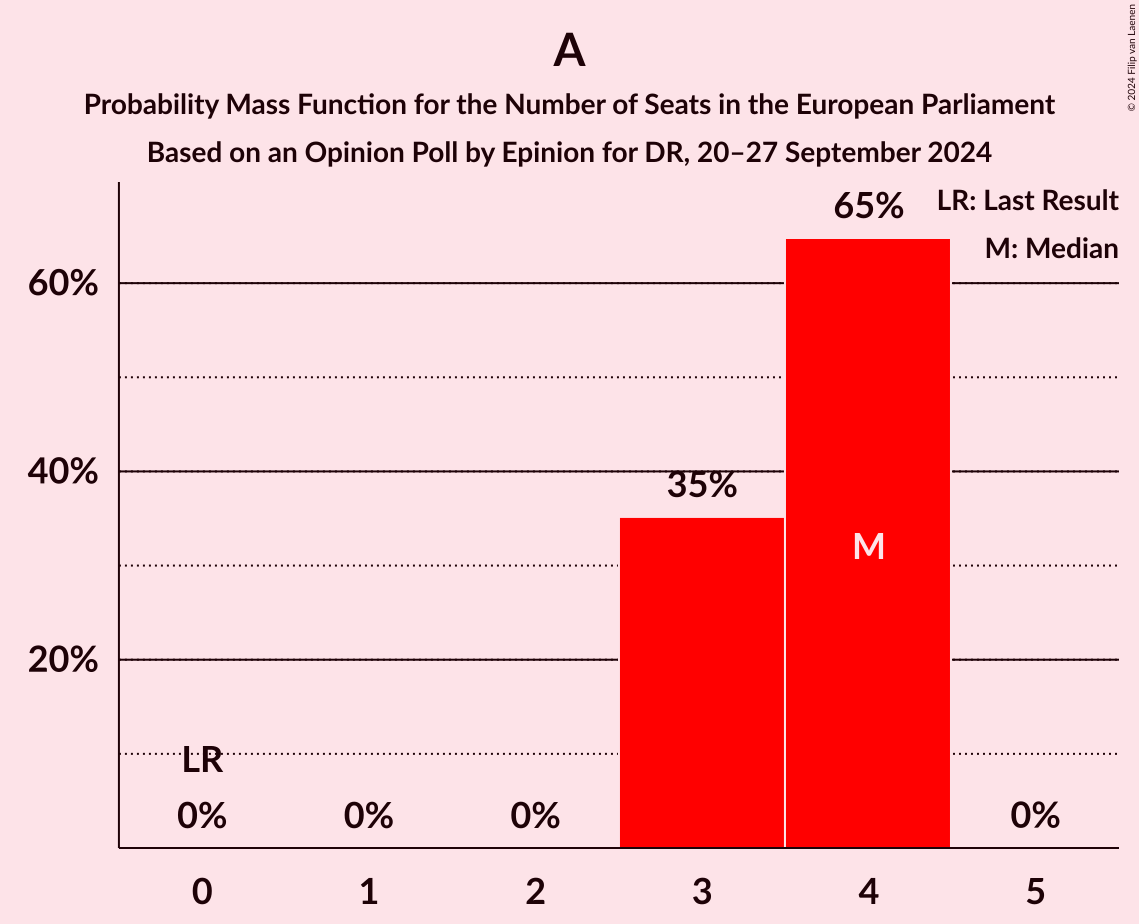 A
Probability Mass Function for the Number of Seats in the European Parliament
Based on an Opinion Poll by Epinion for DR, 20–27 September 2024
© 2024 Filip van Laenen
LR: Last Result
M: Median
65%
60%
40%
35%
M
20%
LR
0%
0%
0%
0%
0
1
2
3
4
5